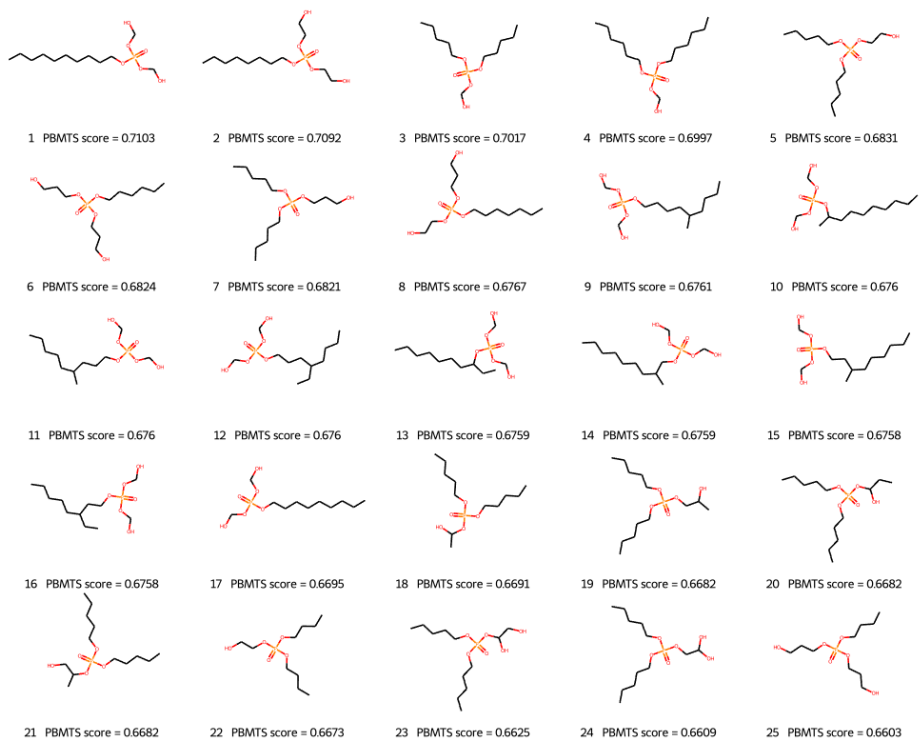 1 PBMTS score = 0.7103
2 PBMTS score = 0.7092
3 PBMTS score = 0.7017
4 PBMTS score = 0.6997
5 PBMTS score = 0.6831
6 PBMTS score = 0.6824
7 PBMTS score = 0.6821
8 PBMTS score = 0.6767
9 PBMTS score = 0.6761
10 PBMTS score = 0.676
11 PBMTS score = 0.676
12 PBMTS score = 0.676
13 PBMTS score = 0.6759
14 PBMTS score = 0.6759
15 PBMTS score = 0.6758
16 PBMTS score = 0.6758
17 PBMTS score = 0.6695
18 PBMTS score = 0.6691
19 PBMTS score = 0.6682
20 PBMTS score = 0.6682
21 PBMTS score = 0.6682
22 PBMTS score = 0.6673
23 PBMTS score = 0.6625
24 PBMTS score = 0.6609
25 PBMTS score = 0.6603